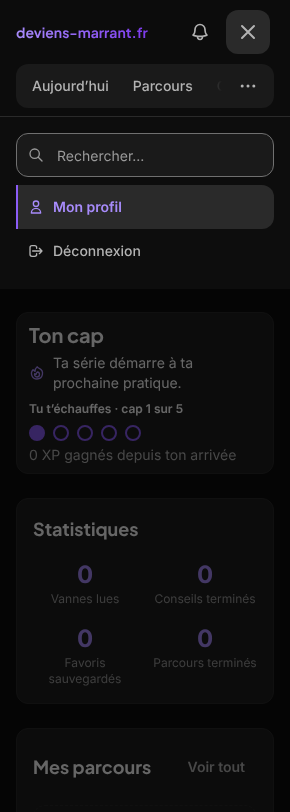 deviens-marrant.fr
Aujourd’hui Parcours
Rechercher...
Mon profil
Déconnexion
Ton cap
Ta série démarre à ta
prochaine pratique.
Tu t’échauffes · cap 1 sur 5
0 XP gagnés depuis ton arrivée
Statistiques
0 0
Vannes lues Conseils terminés
0 0
Favoris Parcours terminés
sauvegardés
Mes parcours Voir tout